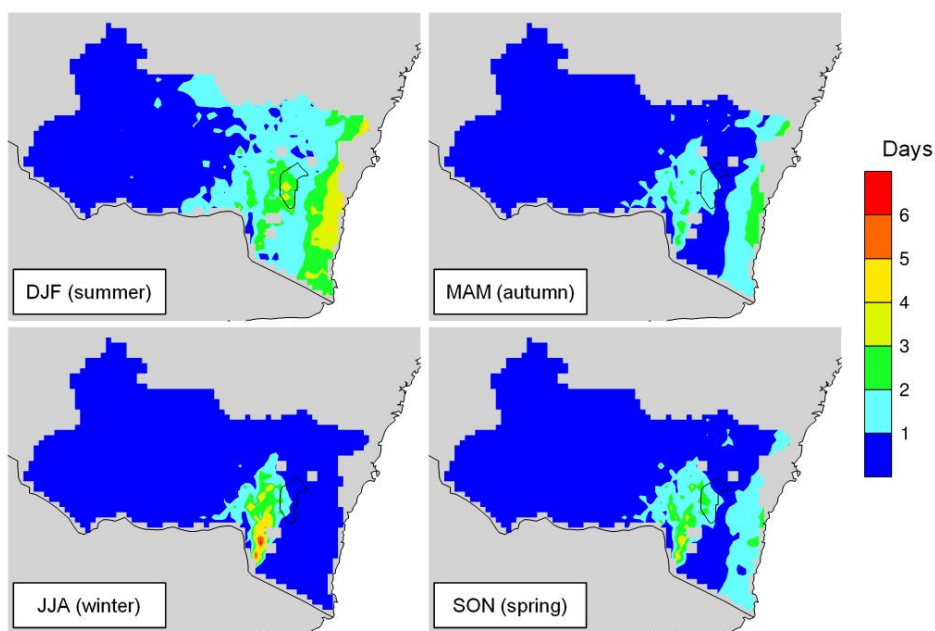 Days
6
5
4
3
2
1
DJF (summer)
MAM (autumn)
JJA (winter)
SON (spring)